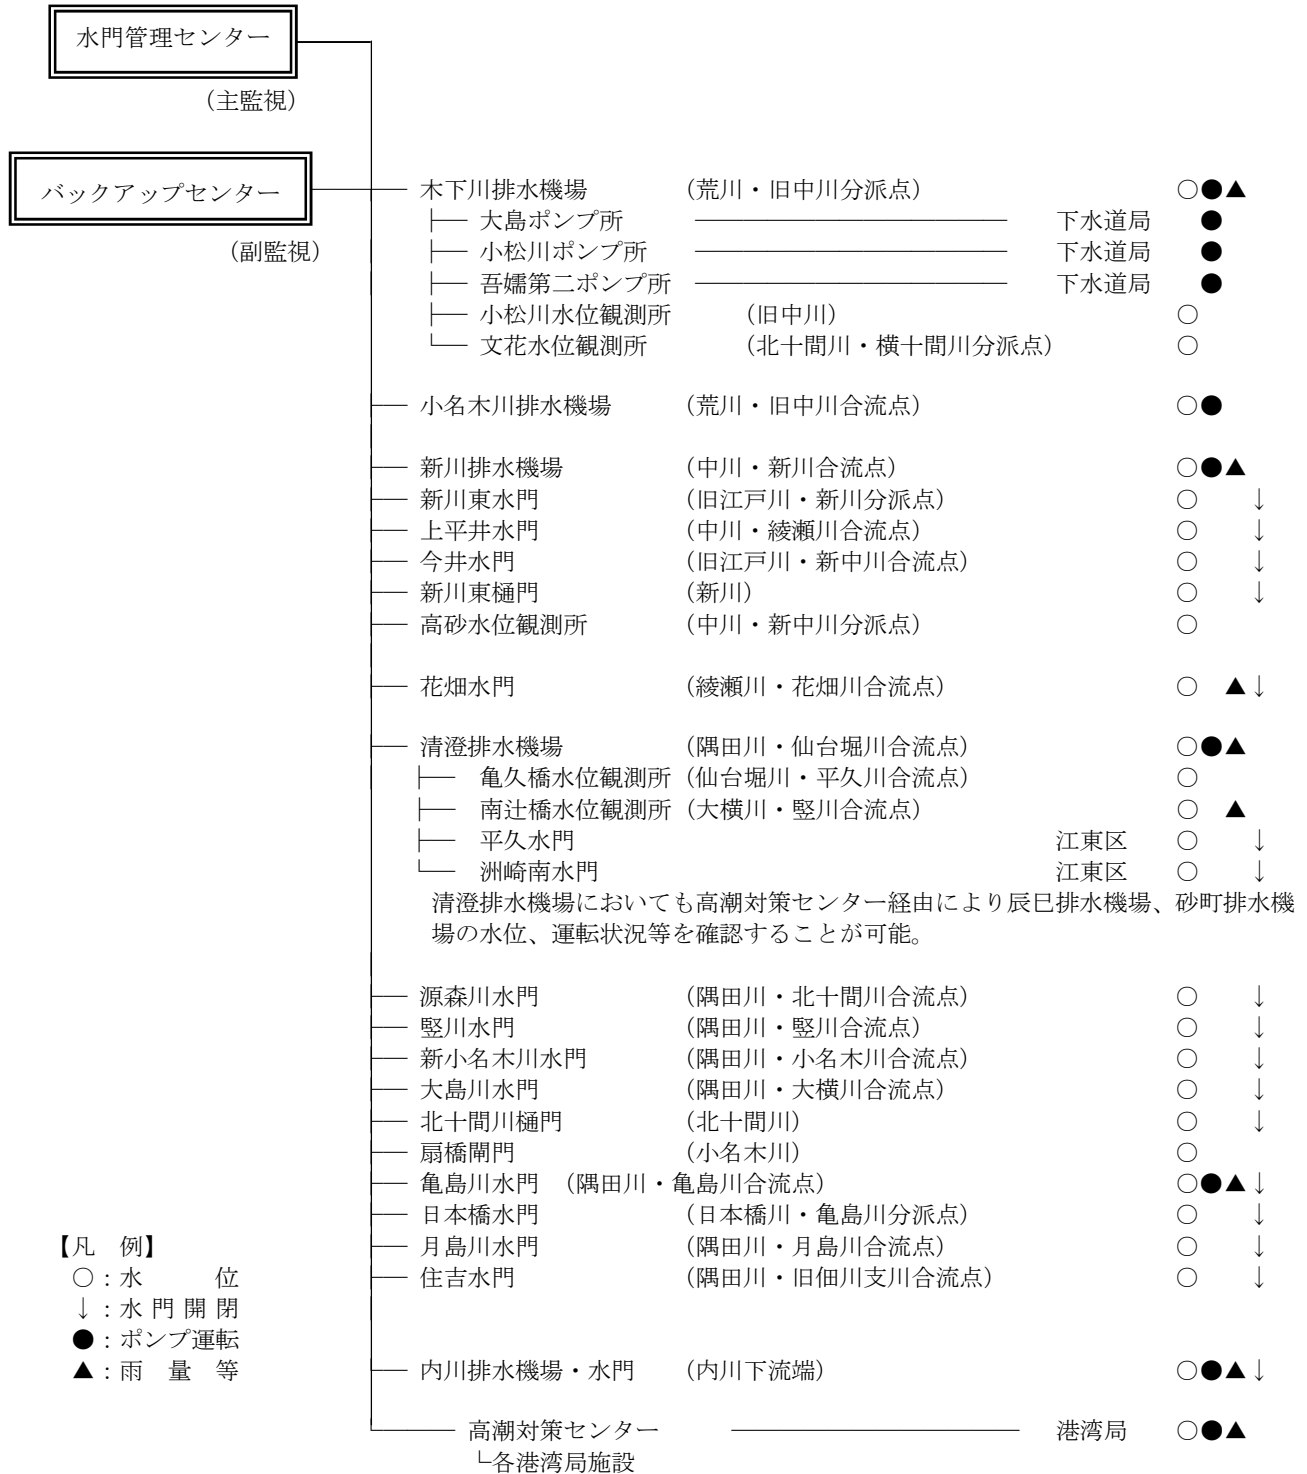 水門管理センター
（主監視）
バックアップセンター
（副監視）
木下川排水機場 （荒川・旧中川分派点） ○●▲
大島ポンプ所 下水道局 ●
小松川ポンプ所 下水道局 ●
吾嬬第二ポンプ所 下水道局 ●
小松川水位観測所 （旧中川） ○
文花水位観測所 （北十間川・横十間川分派点） ○
小名木川排水機場 （荒川・旧中川合流点） ○●
新川排水機場 （中川・新川合流点） ○●▲
新川東水門 （旧江戸川・新川分派点） ○ ↓
上平井水門 （中川・綾瀬川合流点） ○ ↓
今井水門 （旧江戸川・新中川合流点） ○ ↓
新川東樋門 （新川） ○ ↓
高砂水位観測所 （中川・新中川分派点） ○
花畑水門 （綾瀬川・花畑川合流点） ○ ▲↓
清澄排水機場 （隅田川・仙台堀川合流点） ○●▲
亀久橋水位観測所（仙台堀川・平久川合流点） ○
南辻橋水位観測所（大横川・竪川合流点） ○ ▲
平久水門 江東区 ○ ↓
洲崎南水門 江東区 ○ ↓
清澄排水機場においても高潮対策センター経由により辰巳排水機場、砂町排水機
場の水位、運転状況等を確認することが可能。
源森川水門 （隅田川・北十間川合流点） ○ ↓
竪川水門 （隅田川・竪川合流点） ○ ↓
新小名木川水門 （隅田川・小名木川合流点） ○ ↓
大島川水門 （隅田川・大横川合流点） ○ ↓
北十間川樋門 （北十間川） ○ ↓
扇橋閘門 （小名木川） ○
亀島川水門 （隅田川・亀島川合流点） ○●▲↓
日本橋水門 （日本橋川・亀島川分派点） ○ ↓
月島川水門 （隅田川・月島川合流点） ○ ↓
住吉水門 （隅田川・旧佃川支川合流点） ○ ↓
内川排水機場・水門 （内川下流端） ○●▲↓
高潮対策センター 港湾局 ○●▲
各港湾局施設
【凡 例】
○：水 位
↓：水門開閉
●：ポンプ運転
▲：雨 量 等